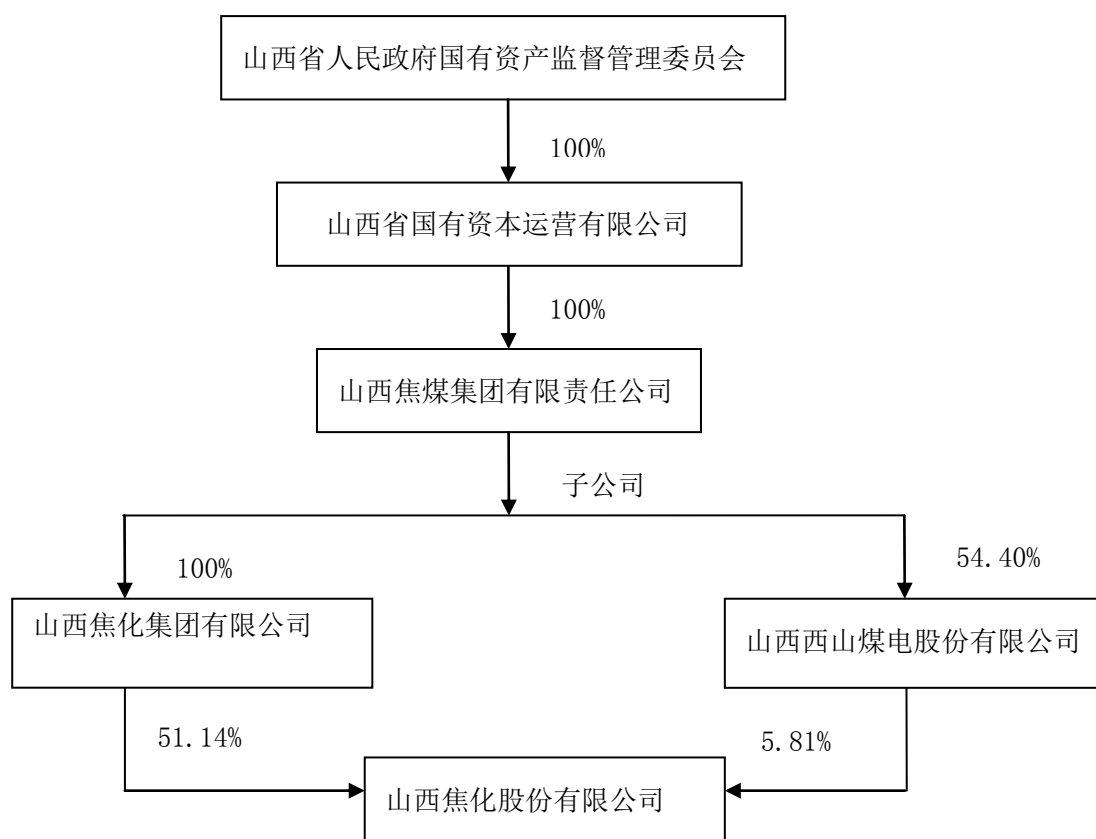 山西省人民政府国有资产监督管理委员会
100%
山西省国有资本运营有限公司
100%
山西焦煤集团有限责任公司
子公司
100%
54.40%
山西焦化集团有限公司
山西西山煤电股份有限公司
51.14%
5.81%
山西焦化股份有限公司